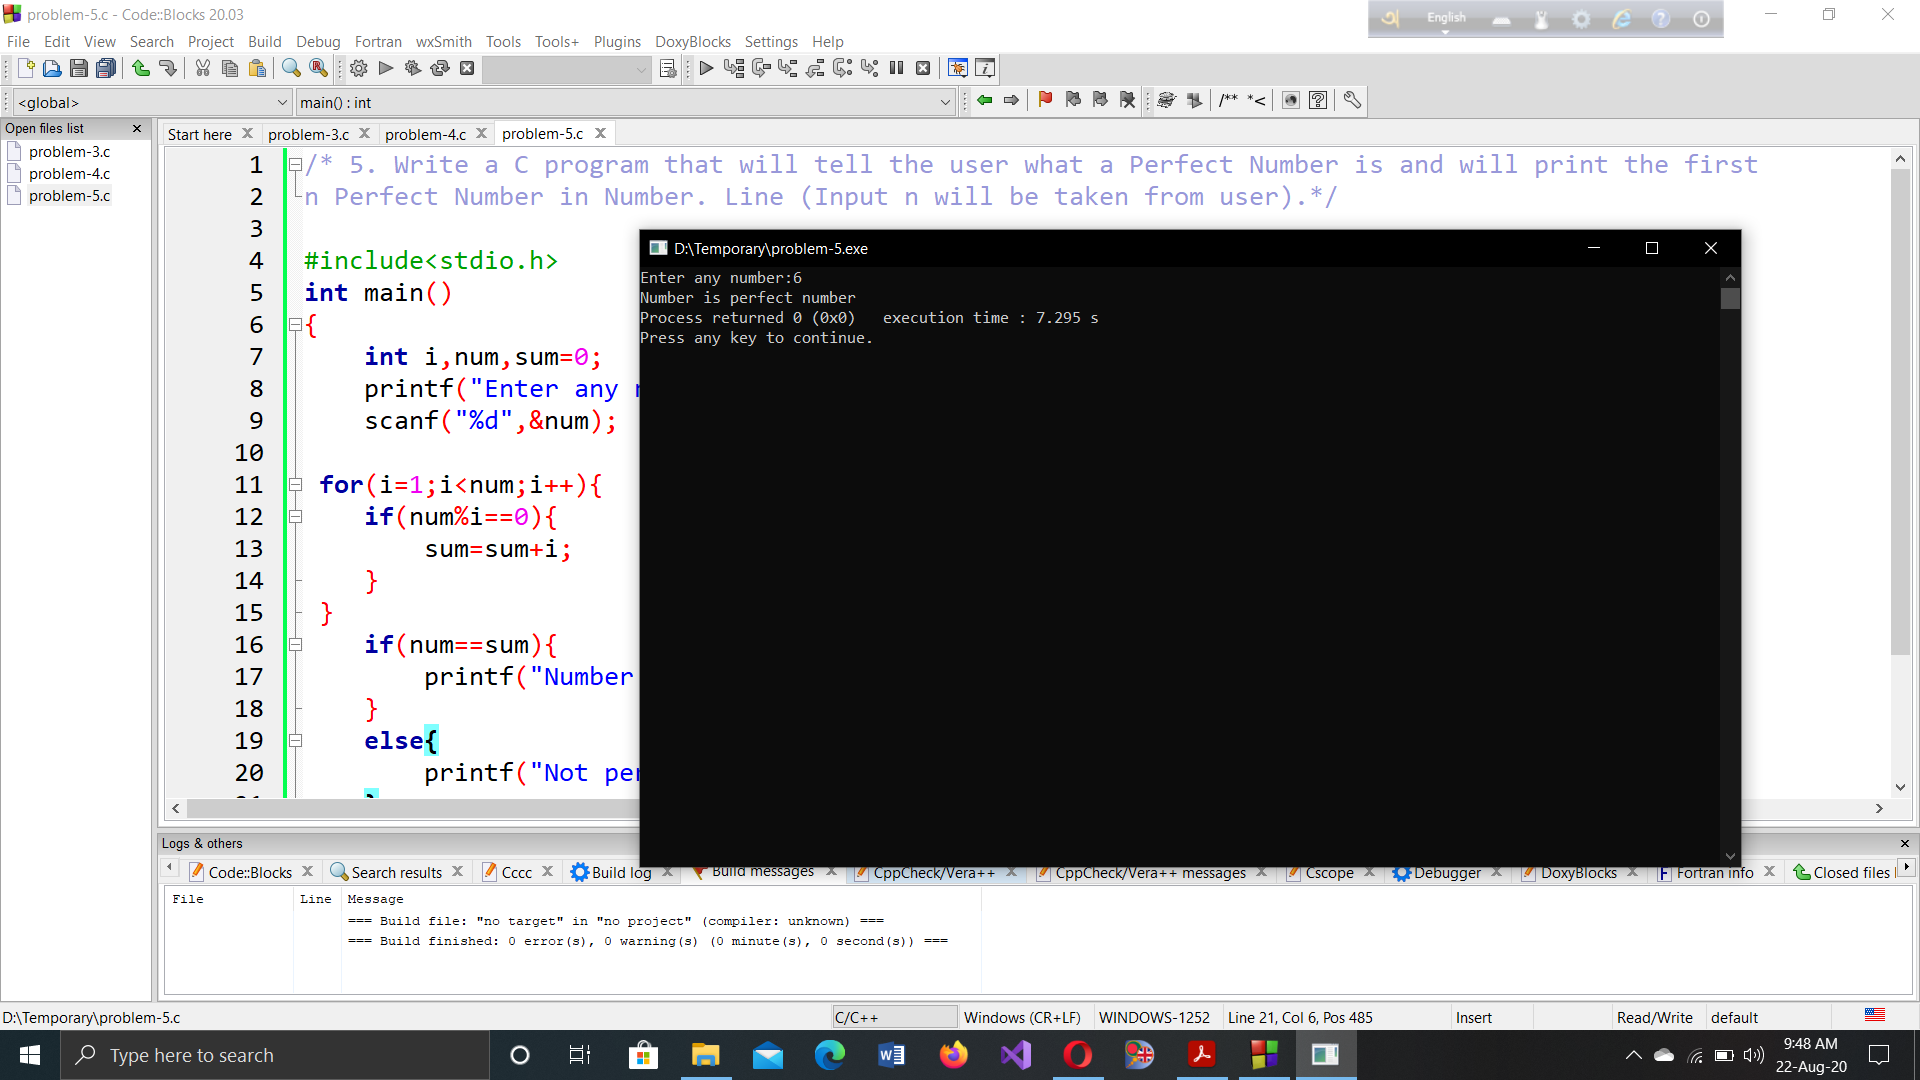 problem-5.c - Code::Blocks 20.03
English
File Edit View Search Project Build Debug Fortran wxSmith Tools Tools+ Plugins DoxyBlocks Settings Help
<global>
main() : int
/** *<
Open files list
problem-3.c
problem-4.c
problem-5.c
Start here problem-3.c problem-4.c problem-5.c
1 /* 5. Write a C program that will tell the user what a Perfect Number is and will print the first
2 n Perfect Number in Number. Line (Input n will be taken from user).*/
3
4 #include<stdio.h>
5 int main()
6 {
7 int i,num,sum=0;
8 printf("Enter any
9 scanf("%d",&num);
10
11 for(i=1;i<num;i++){
12 if(num%i==0){
13 sum=sum+i;
14 }
15 }
16 if(num==sum){
17 printf("Number
18 }
19 else{
20 printf("Not per
D:\Temporary\problem-5.exe
Enter any number:6
Number is perfect number
Process returned 0 (0x0) execution time : 7.295 s
Press any key to continue.
Logs & others
Code::Blocks Search results Cccc Build log Build messages CppCheck/Vera++ CppCheck/Vera++ messages Cscope Debugger DoxyBlocks Fortran info Closed files l
File Line Message
=== Build file: "no target" in "no project" (compiler: unknown) ===
=== Build finished: 0 error(s), 0 warning(s) (0 minute(s), 0 second(s)) ===
D:\Temporary\problem-5.c C/C++ Windows (CR+LF) WINDOWS-1252 Line 21, Col 6, Pos 485 Insert Read/Write default
Type here to search
9:48 AM
22-Aug-20